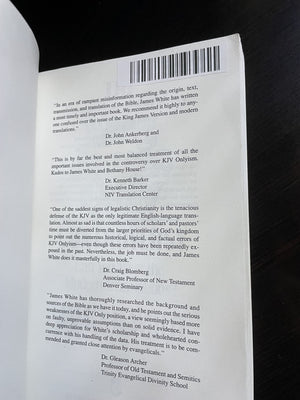 "In an era of rampant misinformation regarding the origin, text,
transmission, and translation of the Bible, James White has written
a most timely and important book. We recommend it highly to any-
one confused over the issue of the King James Version and modern
translations."
Dr. John Ankerberg and
Dr. John Weldon
"This is by far the best and most balanced treatment of all the
important issues involved in the controversy over KJV Onlyism.
Kudos to James White and Bethany House!"
Dr. Kenneth Barker
Executive Director
NIV Translation Center
"One of the saddest signs of legalistic Christianity is the tenacious
defense of the KJV as the only legitimate English-language trans-
lation. Almost as sad is that countless hours of scholars' and pastors'
time must be diverted from the larger priorities of God's kingdom
to point out the numerous historical, logical, and factual errors of
KJV Onlyism—even though these errors have been repeatedly ex-
posed in the past. Nevertheless, the job must be done, and James
White does it masterfully in this book."
Dr. Craig Blomberg
Associate Professor of New Testament
Denver Seminary
"James White has thoroughly researched the background and
sources of the Bible as we have it today, and he points out the serious
weaknesses of the KJV Only position, a view seemingly based more
on faulty, unprovable assumptions than on solid evidence. I have
deep appreciation for White's scholarship and wholehearted con-
currence with his handling of the data. His treatment is to be com-
mended and granted close attention by evangelicals."
Dr. Gleason Archer
Professor of Old Testament and Semitics
Trinity Evangelical Divinity School